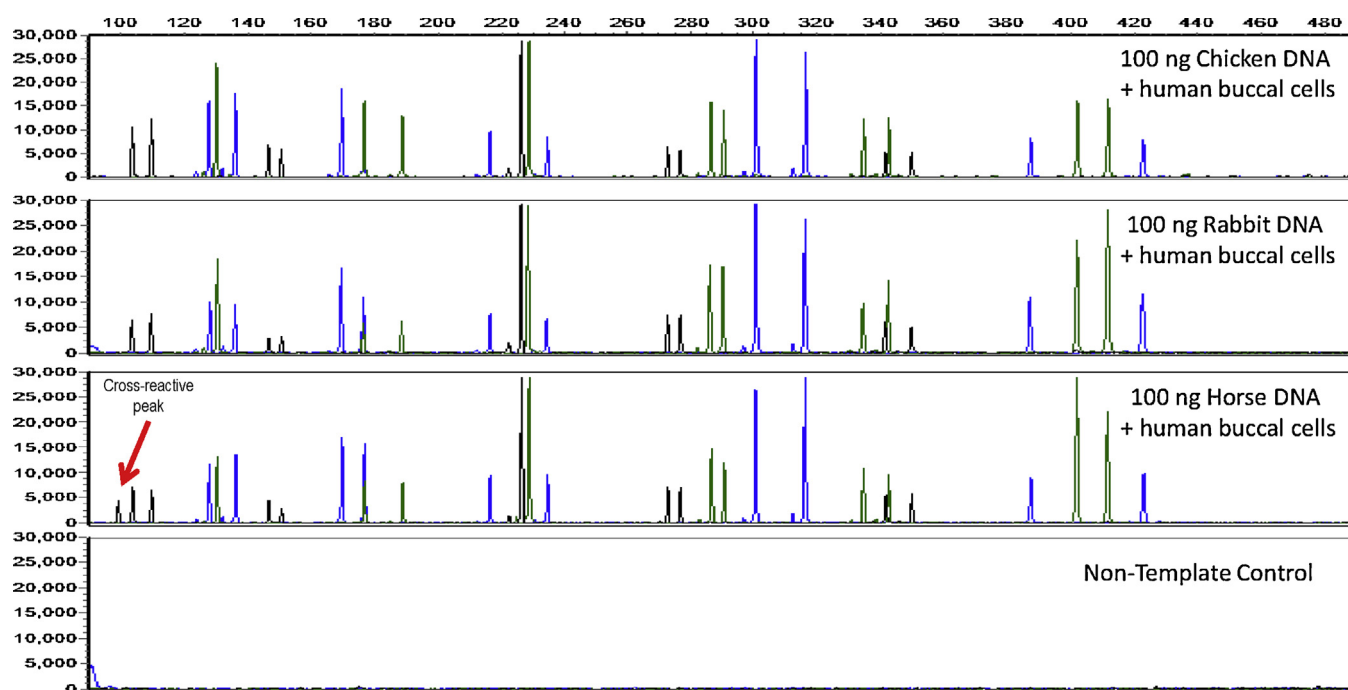 100 120 140 160 180 200 220 240 260 280 300 320 340 360 380 400 420 440 460 480
30,000
25,000
20,000
15,000
10,000
5,000
0
100 ng Chicken DNA
+ human buccal cells
30,000
25,000
20,000
15,000
10,000
5,000
0
100 ng Rabbit DNA
+ human buccal cells
30,000
25,000
20,000
15,000
10,000
5,000
0
Cross-reactive
peak
100 ng Horse DNA
+ human buccal cells
30,000
25,000
20,000
15,000
10,000
5,000
0
Non-Template Control